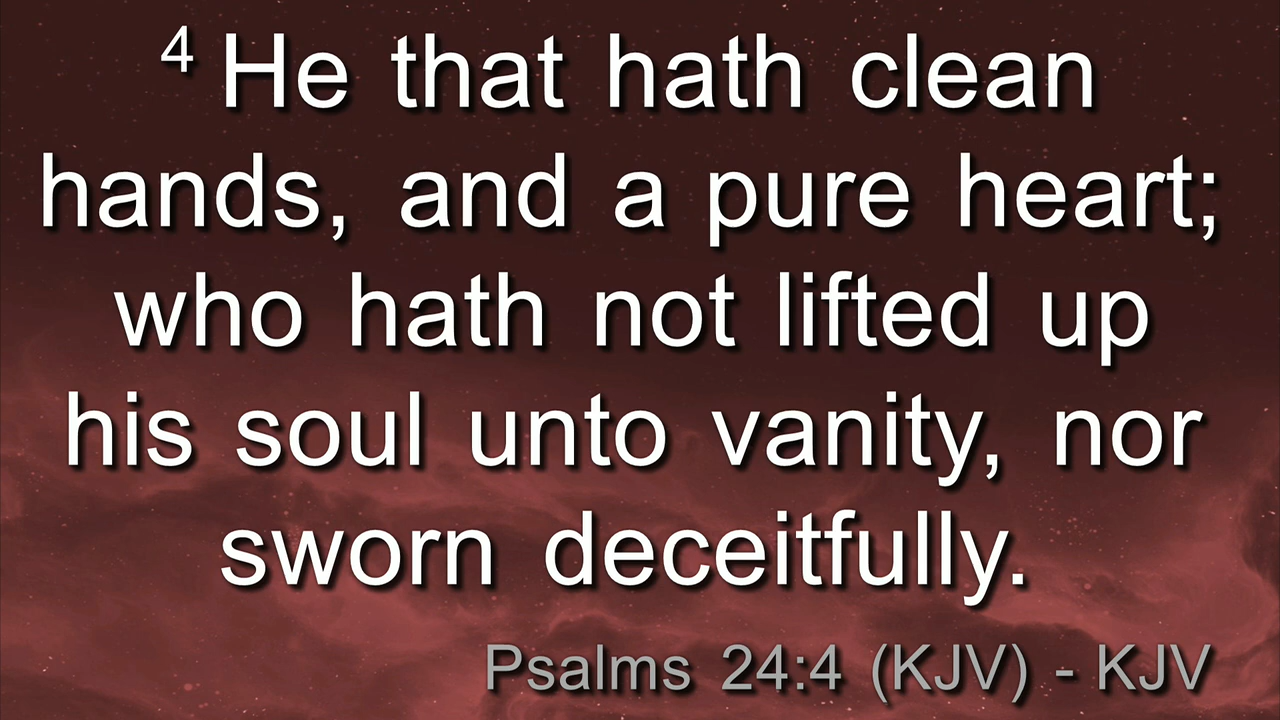 4 He that hath clean
hands, and a pure heart;
who hath not lifted up
his soul unto vanity, nor
sworn deceitfully.
Psalms 24:4 (KJV) - KJV